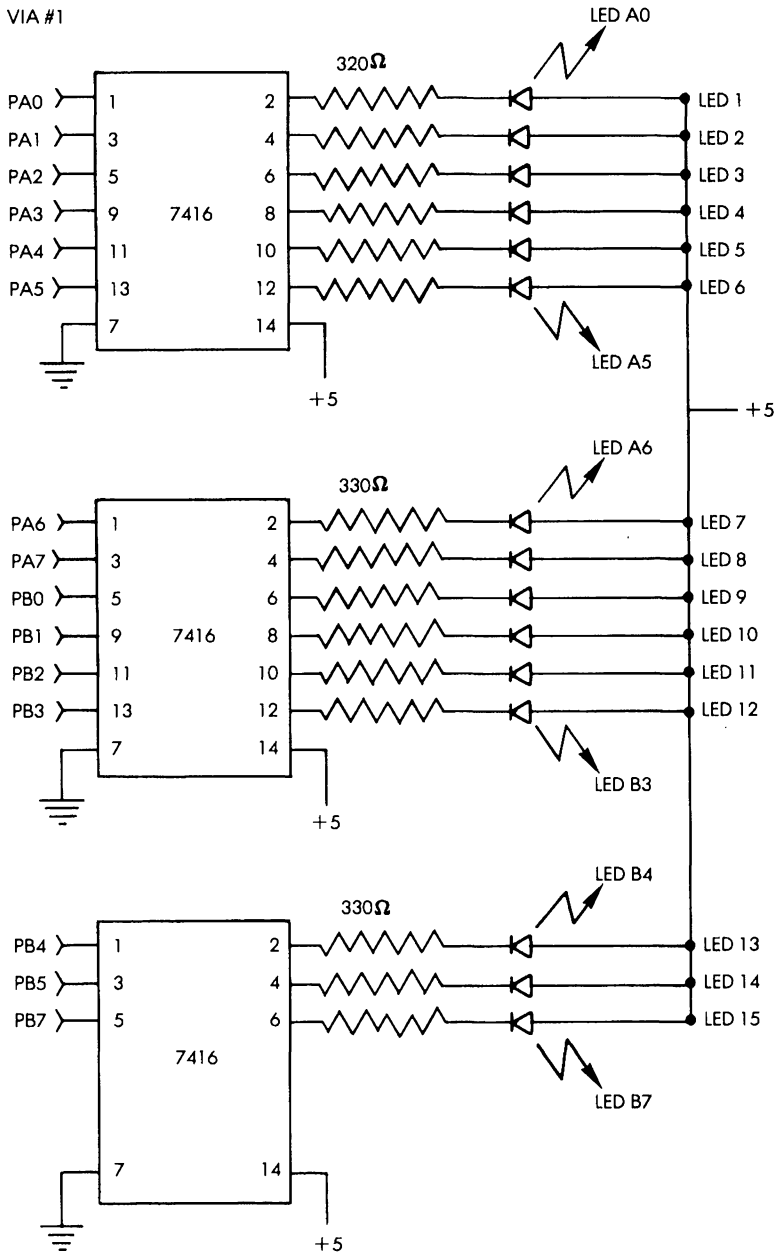 VIA #1
LED A0
320Ω
PA0 1 2 LED 1
PA1 3 4 LED 2
PA2 5 6 LED 3
PA3 9 7416 8 LED 4
PA4 11 10 LED 5
PA5 13 12 LED 6
7 14
LED A5
+5
+5
LED A6
330Ω
PA6 1 2 LED 7
PA7 3 4 LED 8
PB0 5 6 LED 9
PB1 9 7416 8 LED 10
PB2 11 10 LED 11
PB3 13 12 LED 12
7 14
LED B3
+5
LED B4
330Ω
PB4 1 2 LED 13
PB5 3 4 LED 14
PB7 5 6 LED 15
7416
LED B7
7 14
+5